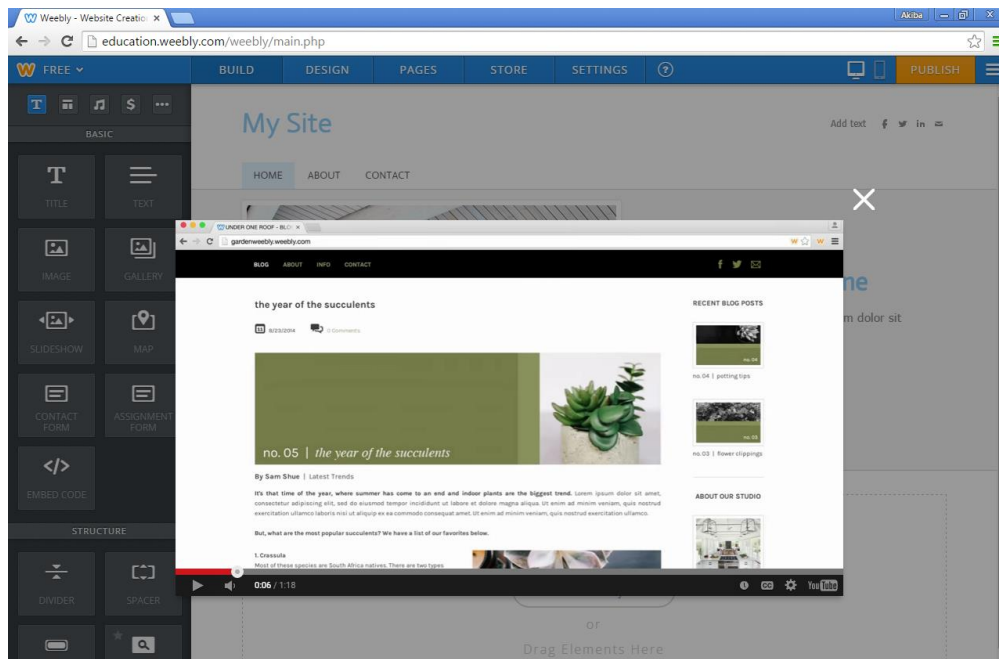 Weebly - Website Creatio
Akiba
education.weebly.com/weebly/main.php
FREE
BUILD
DESIGN
PAGES
STORE
SETTINGS
?
PUBLISH
T
$
BASIC
T
TITLE
TEXT
IMAGE
GALLERY
SLIDESHOW
MAP
CONTACT
FORM
ASSIGNMENT
FORM
</>
EMBED CODE
STRUCTURE
DIVIDER
SPACER
My Site
Add text
HOME
ABOUT
CONTACT
ne
m dolor sit
UNDER ONE ROOF - BLO
gardenweebly.weebly.com
BLOG
ABOUT
INFO
CONTACT
the year of the succulents
11 9/23/2014 0 Comments
no. 05 | the year of the succulents
By Sam Shue | Latest Trends
It's that time of the year, where summer has come to an end and indoor plants are the biggest trend. Lorem ipsum dolor sit amet,
consectetur adipiscing elit, sed do eiusmod tempor incididunt ut labore et dolore magna aliqua. Ut enim ad minim veniam, quis nostrud
exercitation ullamco laboris nisi ut aliquip ex ea commodo consequat amet. Ut enim ad minim veniam, quis nostrud exercitation ullamco.
But, what are the most popular succulents? We have a list of our favorites below.
1. Crassula
Most of these species are South Africa natives. There are two types
RECENT BLOG POSTS
no. 04
no. 04 | potting tips
no. 03
no. 03 | flower clippings
ABOUT OUR STUDIO
0:06 / 1:18
CC
YouTube
or
Drag Elements Here